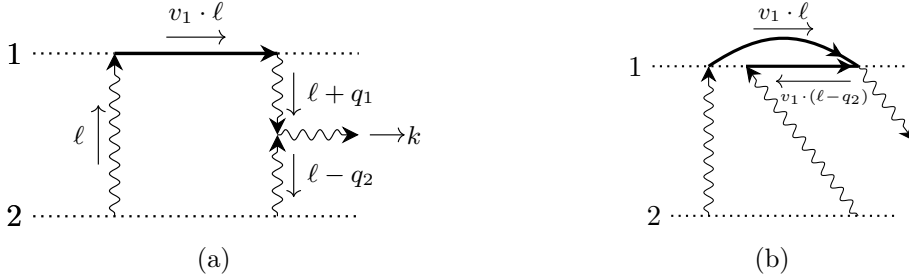 v₁ · ℓ
1
ℓ
ℓ + q₁
k
ℓ − q₂
2
(a)
v₁ · ℓ
1
v₁·(ℓ−q₂)
2
(b)